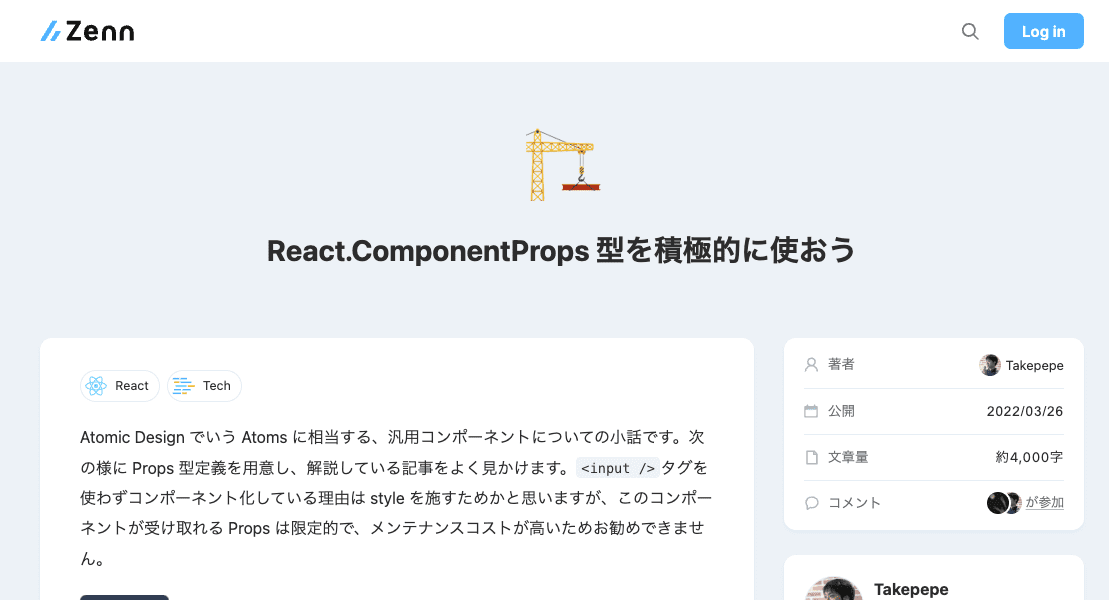 Zenn
Log in
React.ComponentProps 型を積極的に使おう
React
Tech
Atomic Design でいう Atoms に相当する、汎用コンポーネントについての小話です。次
の様に Props 型定義を用意し、解説している記事をよく見かけます。<input />タグを
使わずコンポーネント化している理由は style を施すためかと思いますが、このコンポー
ネントが受け取れる Props は限定的で、メンテナンスコストが高いためお勧めできませ
ん。
著者
Takepepe
公開
2022/03/26
文章量
約4,000字
コメント
が参加
Takepepe